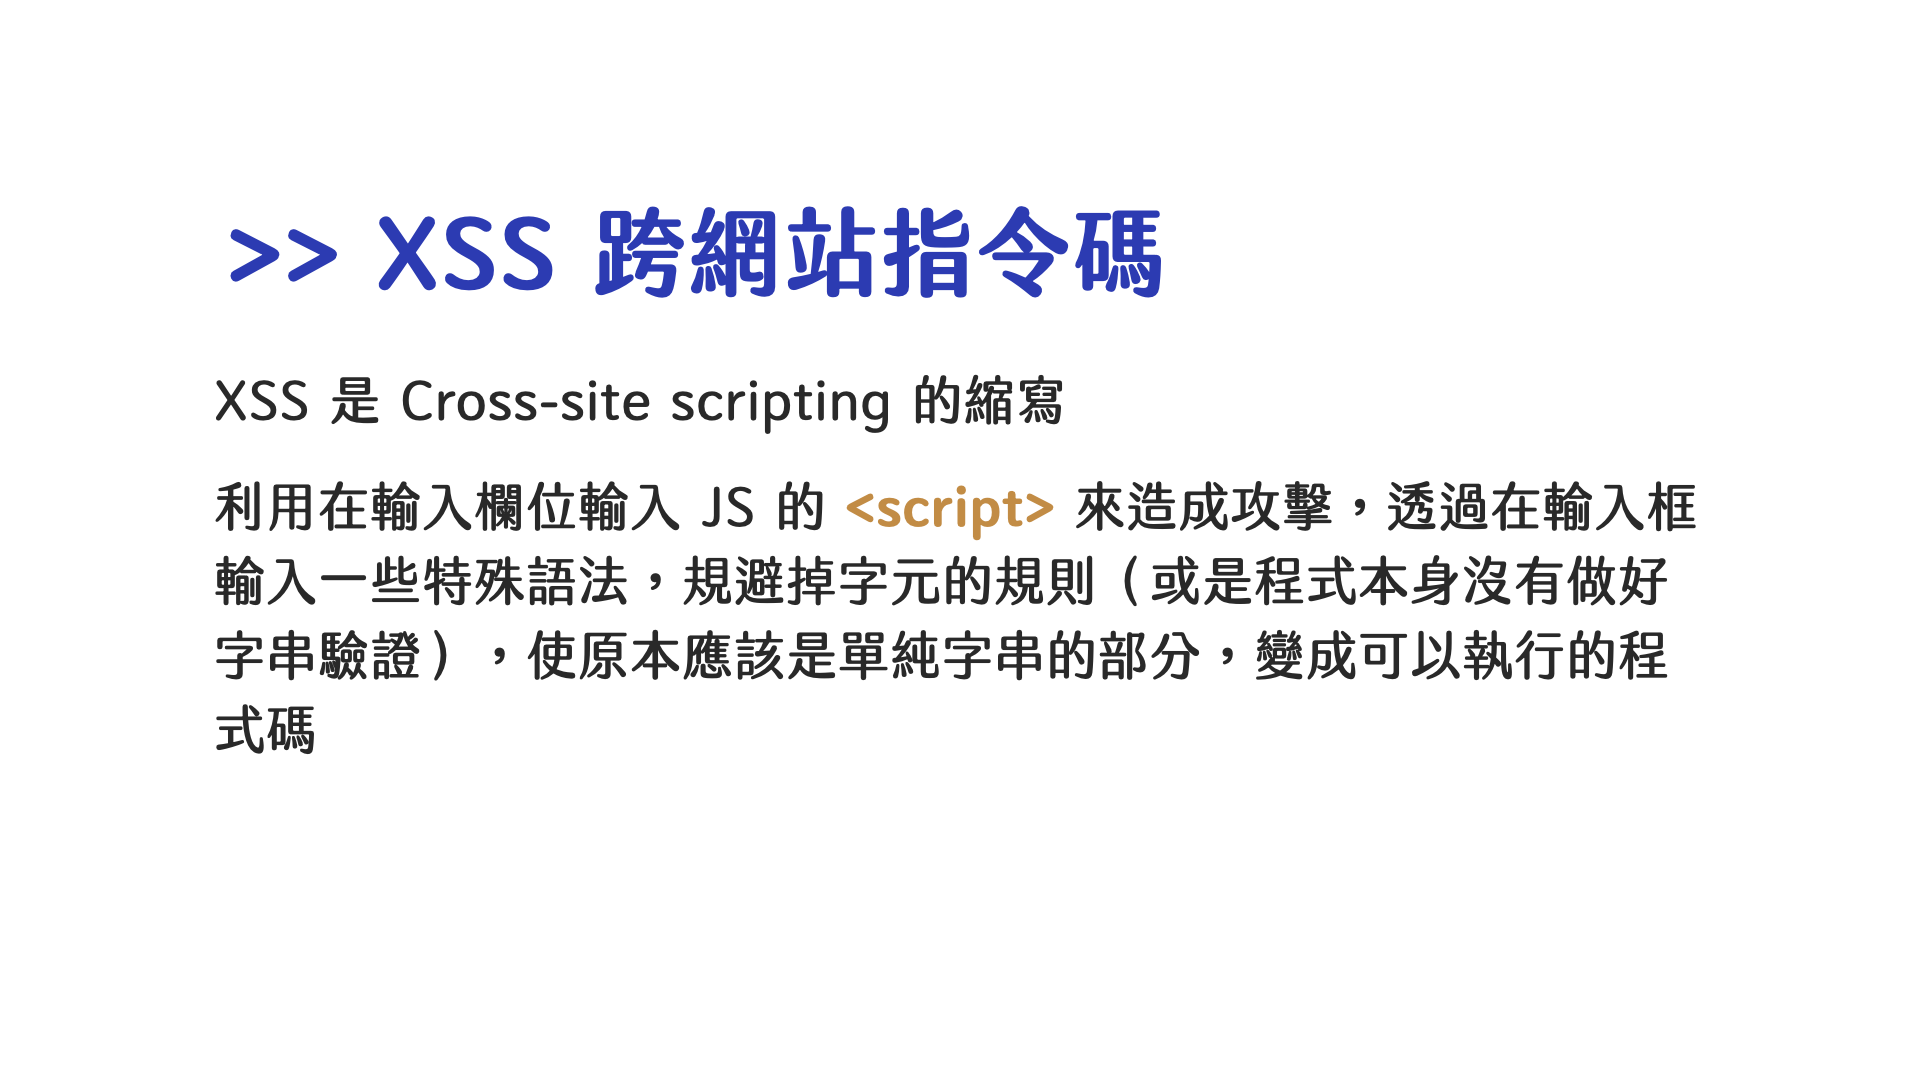 >> XSS 跨網站指令碼
XSS 是 Cross-site scripting 的縮寫
利用在輸入欄位輸入 JS 的 <script> 來造成攻擊，透過在輸入框
輸入一些特殊語法，規避掉字元的規則（或是程式本身沒有做好
字串驗證），使原本應該是單純字串的部分，變成可以執行的程
式碼